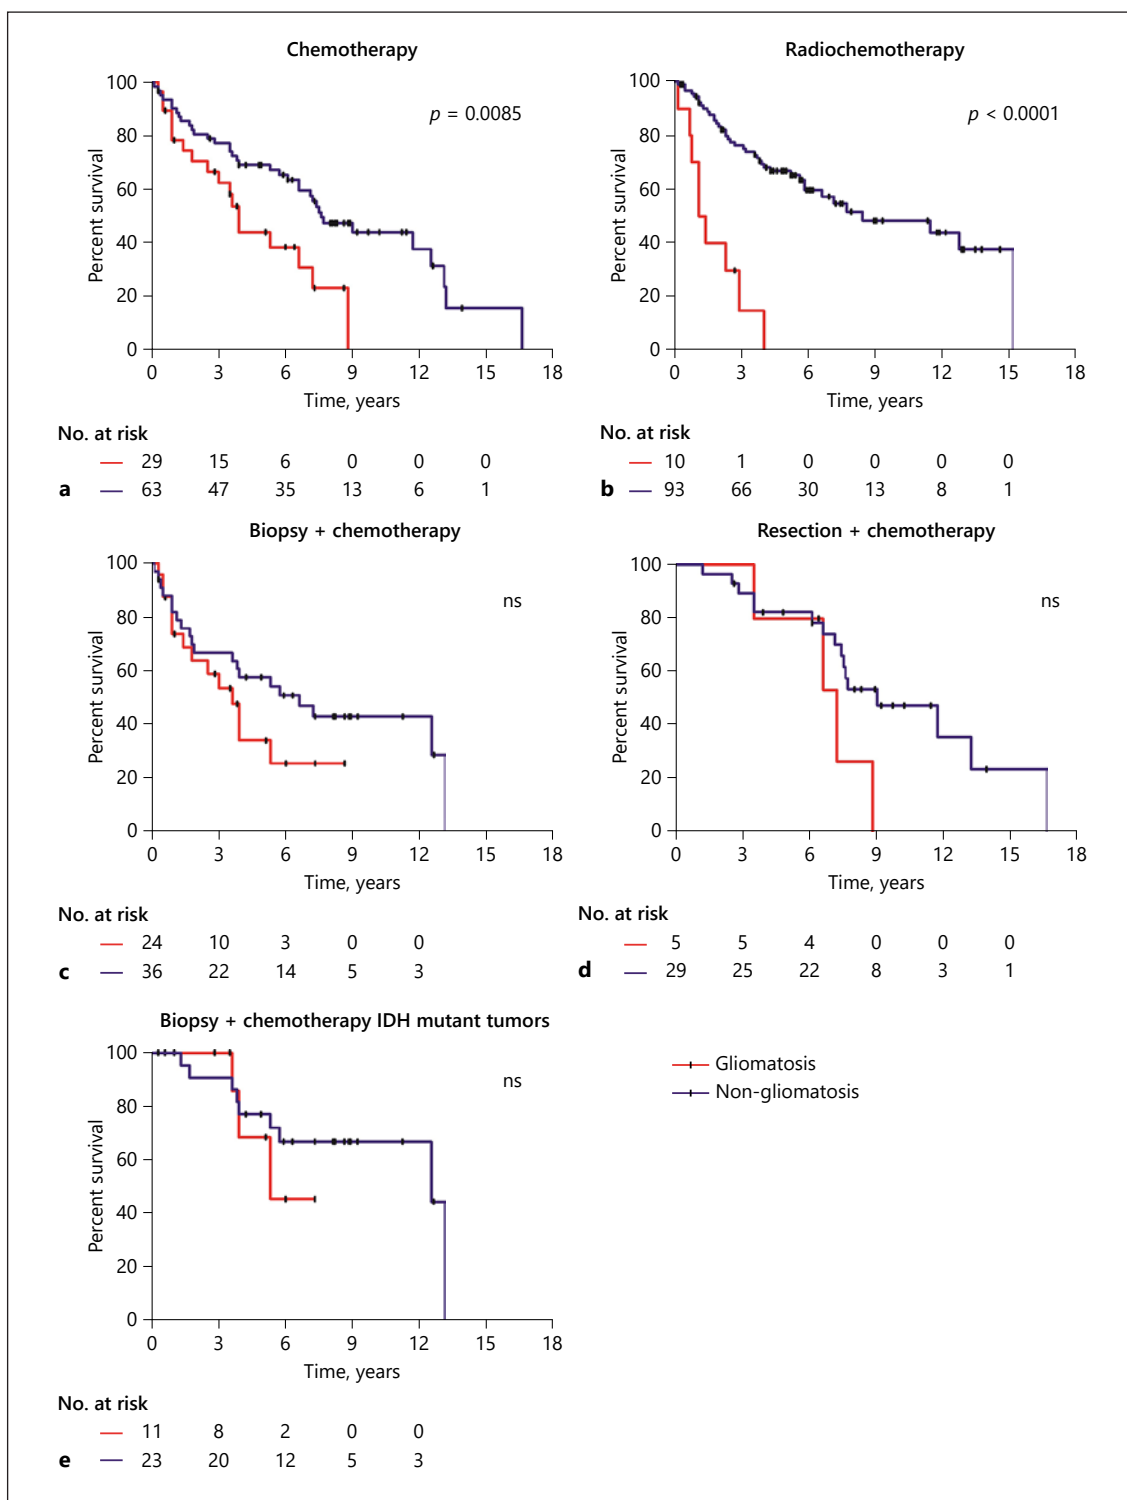 Chemotherapy
p = 0.0085
Percent survival
100
80
60
40
20
0
0 3 6 9 12 15 18
Time, years
No. at risk
29 15 6 0 0 0
a 63 47 35 13 6 1
Radiochemotherapy
p < 0.0001
Percent survival
100
80
60
40
20
0
0 3 6 9 12 15 18
Time, years
No. at risk
10 1 0 0 0 0
b 93 66 30 13 8 1
Biopsy + chemotherapy
ns
Percent survival
100
80
60
40
20
0
0 3 6 9 12 15 18
Time, years
No. at risk
24 10 3 0 0
c 36 22 14 5 3
Resection + chemotherapy
ns
Percent survival
100
80
60
40
20
0
0 3 6 9 12 15 18
Time, years
No. at risk
5 5 4 0 0 0
d 29 25 22 8 3 1
Biopsy + chemotherapy IDH mutant tumors
ns
Percent survival
100
80
60
40
20
0
0 3 6 9 12 15 18
Time, years
No. at risk
11 8 2 0 0
e 23 20 12 5 3
Gliomatosis
Non-gliomatosis